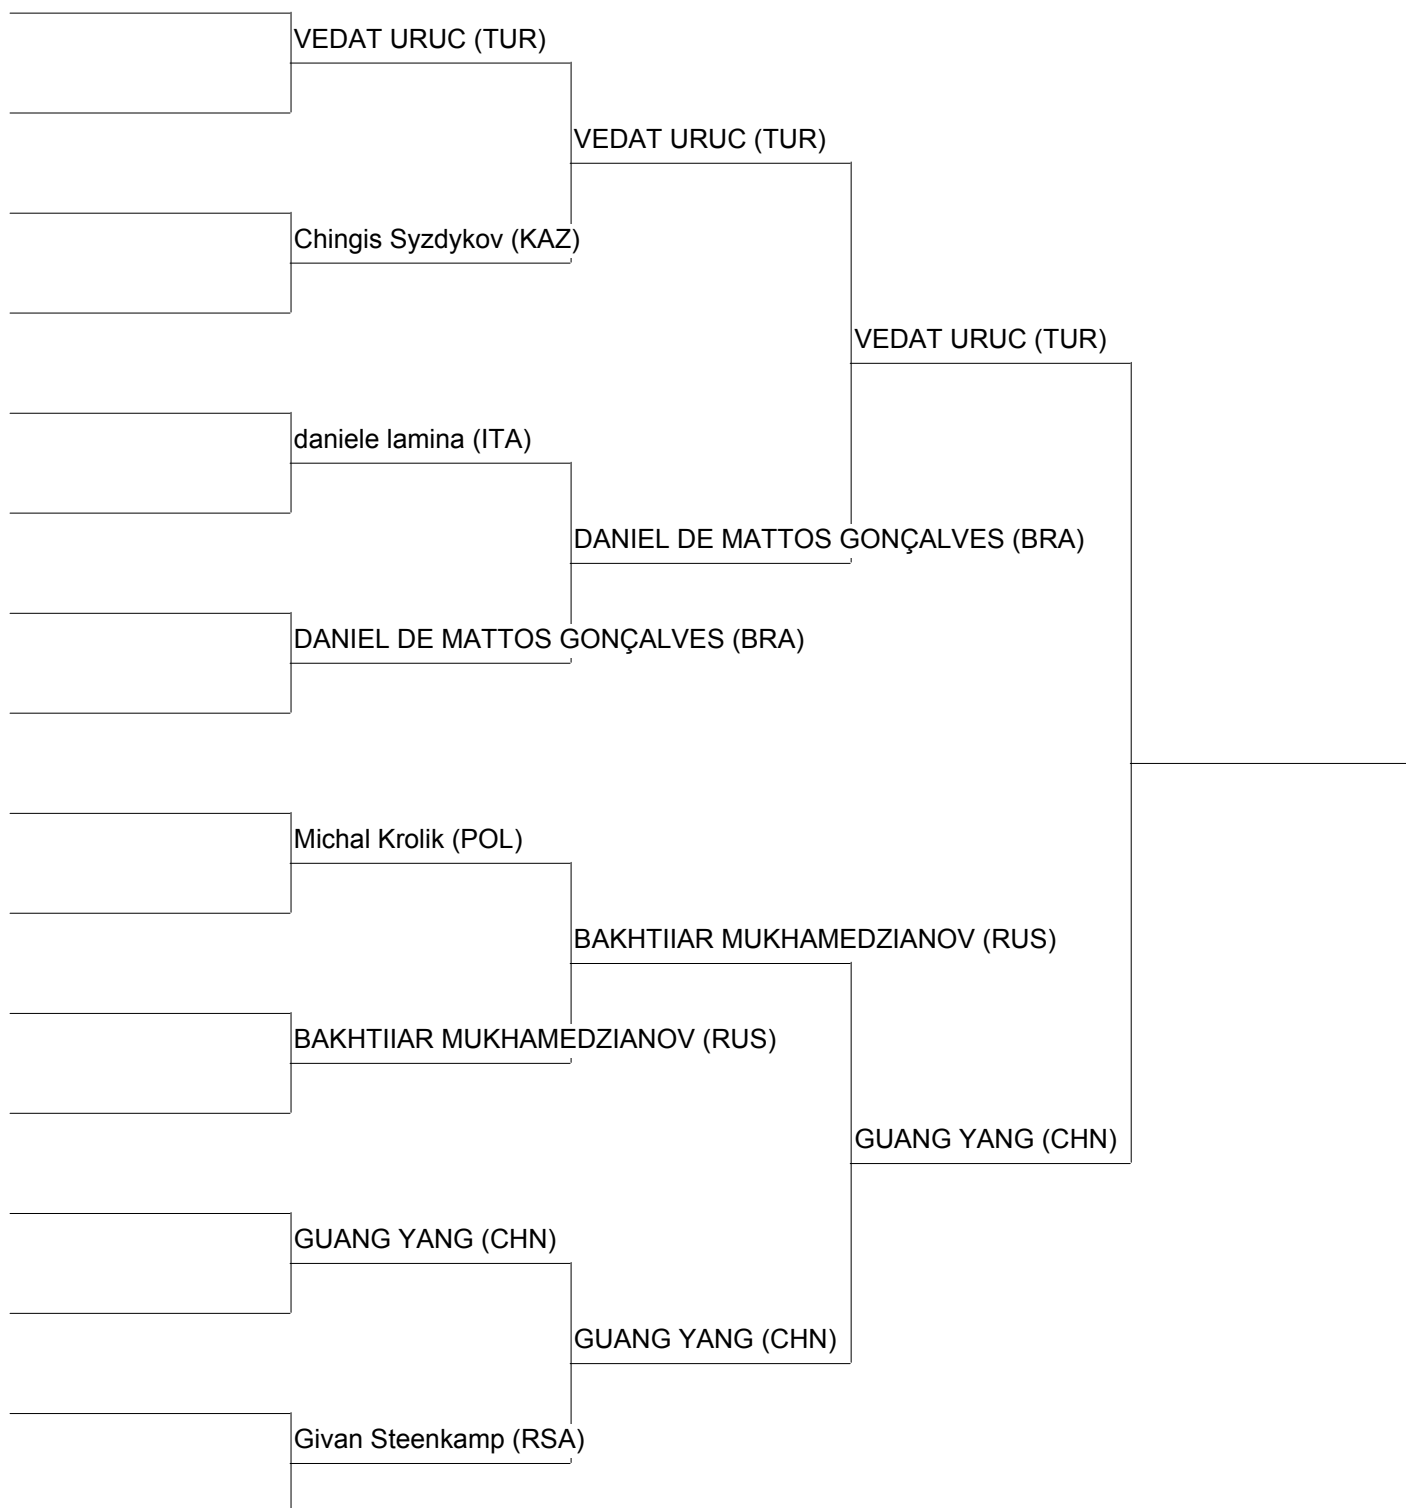 VEDAT URUC (TUR)
VEDAT URUC (TUR)
Chingis Syzdykov (KAZ)
VEDAT URUC (TUR)
daniele lamina (ITA)
DANIEL DE MATTOS GONÇALVES (BRA)
DANIEL DE MATTOS GONÇALVES (BRA)
Michal Krolik (POL)
BAKHTIIAR MUKHAMEDZIANOV (RUS)
BAKHTIIAR MUKHAMEDZIANOV (RUS)
GUANG YANG (CHN)
GUANG YANG (CHN)
GUANG YANG (CHN)
Givan Steenkamp (RSA)